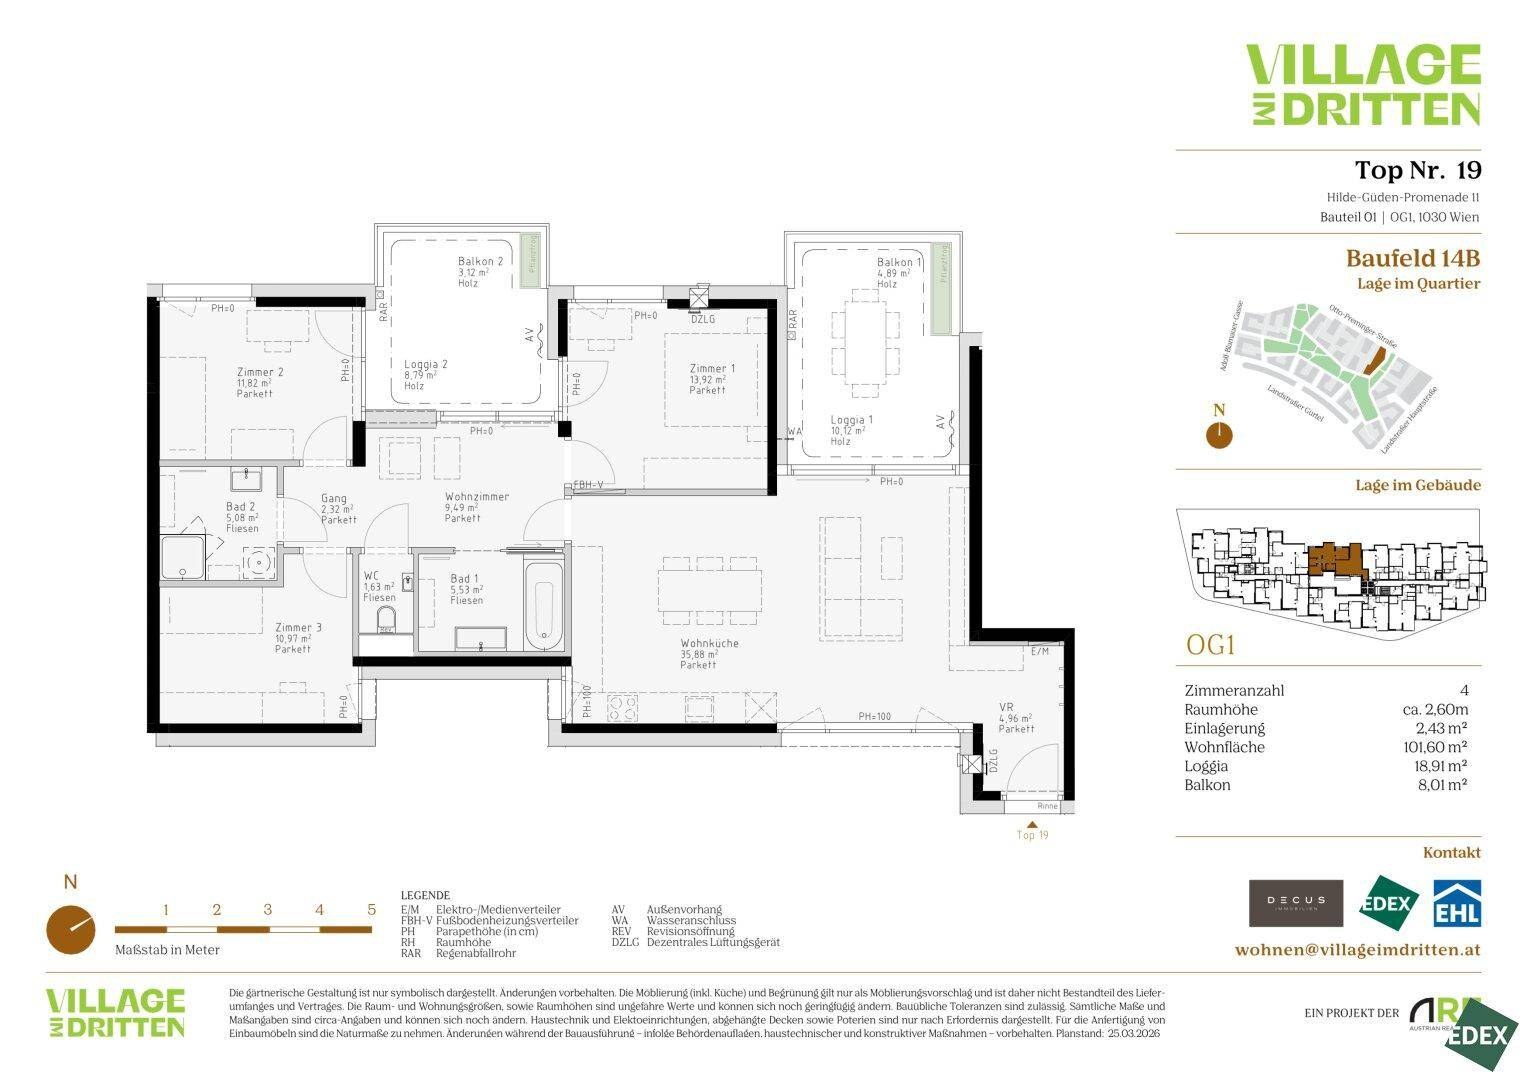 VILLAGE
IM DRITTEN
Top Nr. 19
Hilde-Güden-Promenade 11
Bauteil 01 | OG1, 1030 Wien
Baufeld 14B
Lage im Quartier
Adolf-Blamauer-Gasse
Otto-Preminger-Straße
Landstraßer Gürtel
Landstraßer Hauptstraße
N
Lage im Gebäude
OG1
Zimmeranzahl 4
Raumhöhe ca. 2,60m
Einlagerung 2,43 m²
Wohnfläche 101,60 m²
Loggia 18,91 m²
Balkon 8,01 m²
Kontakt
DECUS
IMMOBILIEN
EDEX
EHL
wohnen@villageimdritten.at
Balkon 2
3,12 m²
Holz
Pflanztrog
RAR
AV
Loggia 2
8,79 m²
Holz
PH=0
Balkon 1
4,89 m²
Holz
Pflanztrog
RAR
AV
WA
Loggia 1
10,12 m²
Holz
PH=0
PH=0
PH=0
Zimmer 2
11,82 m²
Parkett
PH=0
DZLG
PH=0
Zimmer 1
13,92 m²
Parkett
FBH-V
Bad 2
5,08 m²
Fliesen
Gang
2,32 m²
Parkett
Wohnzimmer
9,49 m²
Parkett
WC
1,63 m²
Fliesen
REV
Bad 1
5,53 m²
Fliesen
Zimmer 3
10,97 m²
Parkett
PH=0
Wohnküche
35,88 m²
Parkett
PH=100
PH=100
E/M
VR
4,96 m²
Parkett
DZLG
Rinne
Top 19
N
1 2 3 4 5
Maßstab in Meter
LEGENDE
E/M Elektro-/Medienverteiler
FBH-V Fußbodenheizungsverteiler
PH Parapethöhe (in cm)
RH Raumhöhe
RAR Regenabfallrohr
AV Außenvorhang
WA Wasseranschluss
REV Revisionsöffnung
DZLG Dezentrales Lüftungsgerät
VILLAGE
IM DRITTEN
Die gärtnerische Gestaltung ist nur symbolisch dargestellt. Änderungen vorbehalten. Die Möblierung (inkl. Küche) und Begrünung gilt nur als Möblierungsvorschlag und ist daher nicht Bestandteil des Liefer-
umfanges und Vertrages. Die Raum- und Wohnungsgrößen, sowie Raumhöhen sind ungefähre Werte und können sich noch geringfügig ändern. Bauübliche Toleranzen sind zulässig. Sämtliche Maße und
Maßangaben sind circa-Angaben und können sich noch ändern. Haustechnik und Elektoeinrichtungen, abgehängte Decken sowie Poterien sind nur nach Erfordernis dargestellt. Für die Anfertigung von
Einbaumöbeln sind die Naturmaße zu nehmen. Änderungen während der Bauausführung – infolge Behördenauflagen, haustechnischer und konstruktiver Maßnahmen – vorbehalten. Planstand: 25.03.2026
EIN PROJEKT DER
AUSTRIAN REA
EDEX